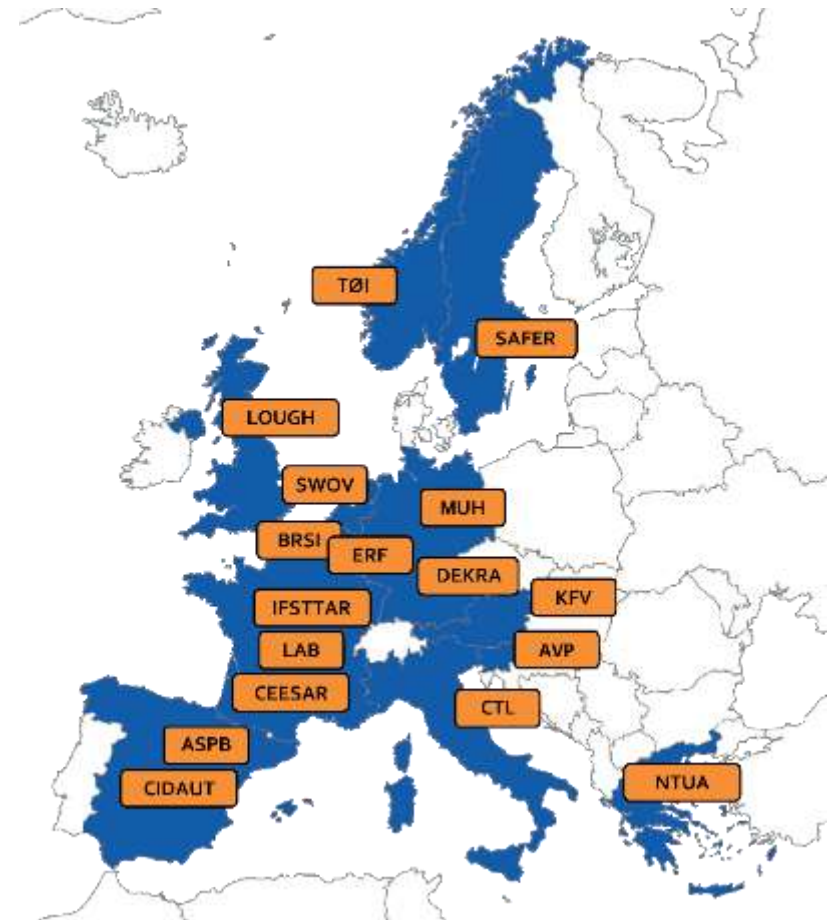 TØI
SAFER
LOUGH
SWOV
MUH
BRSI
ERF
DEKRA
KFV
IFSTTAR
LAB
AVP
CEESAR
CTL
ASPB
NTUA
CIDAUT